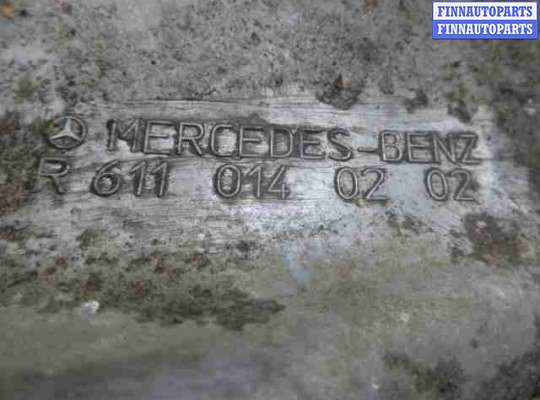 FINNAUTOPARTS
FINNAUTOPARTS
MERCEDES-BENZ
R 611 014 02 02